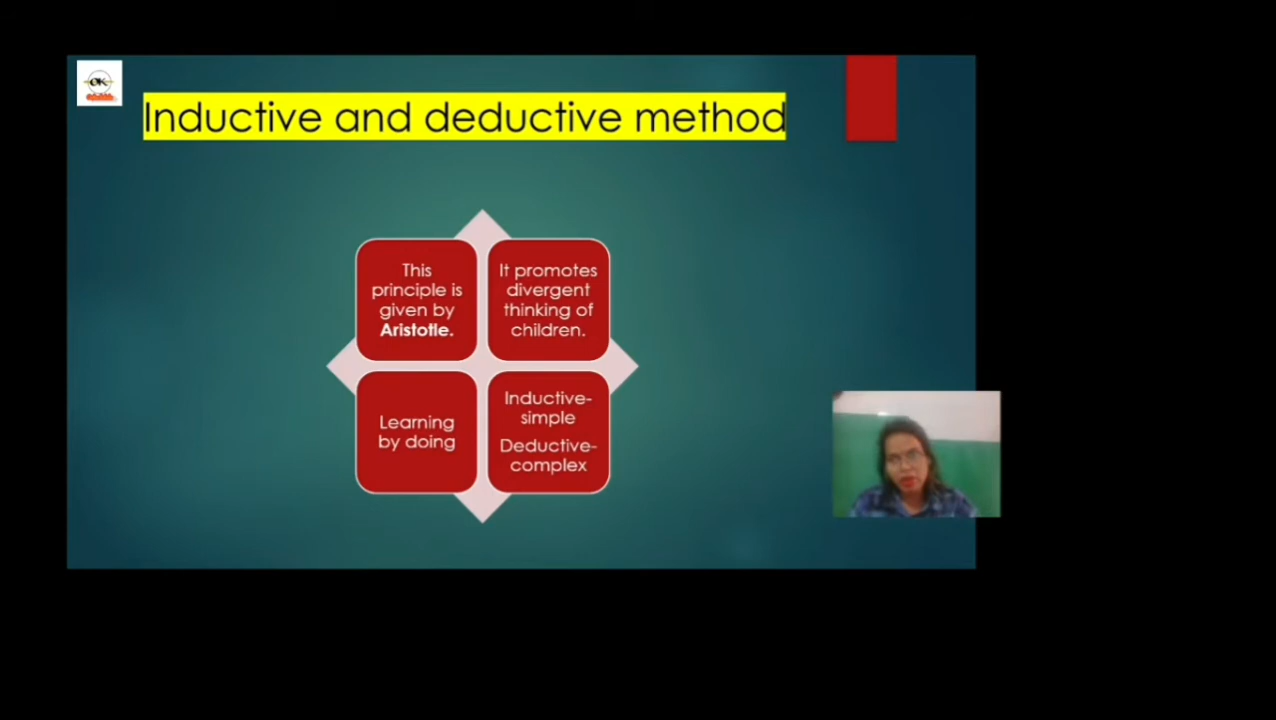 OK
Inductive and deductive method
This
principle is
given by
Aristotle.
It promotes
divergent
thinking of
children.
Learning
by doing
Inductive-
simple
Deductive-
complex